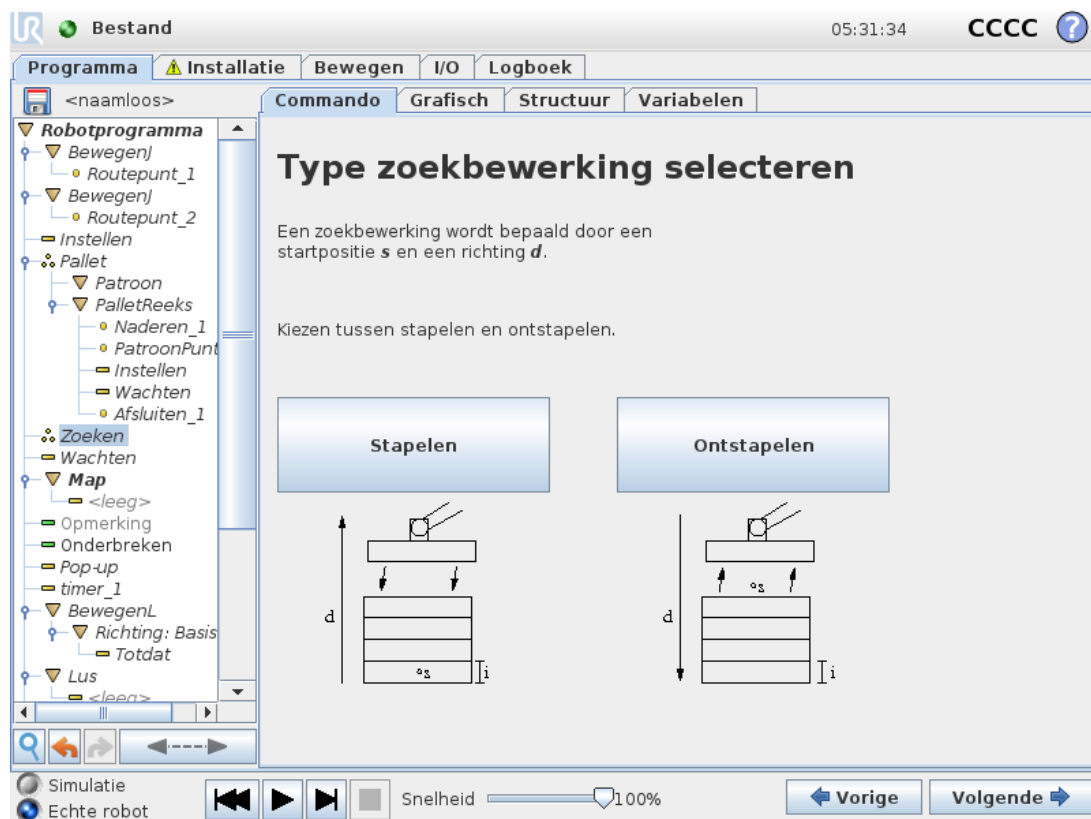 UR Bestand 05:31:34 CCCC ?
Programma Installatie Bewegen I/O Logboek
<naamloos>
Commando Grafisch Structuur Variabelen
Robotprogramma
BewegenJ
Routepunt_1
BewegenJ
Routepunt_2
Instellen
Pallet
Patroon
PalletReeks
Naderen_1
PatroonPunt
Instellen
Wachten
Afsluiten_1
Zoeken
Wachten
Map
<leeg>
Opmerking
Onderbreken
Pop-up
timer_1
BewegenL
Richting: Basis
Totdat
Lus
<leeg>
Type zoekbewerking selecteren
Een zoekbewerking wordt bepaald door een
startpositie s en een richting d.
Kiezen tussen stapelen en ontstapelen.
Stapelen Ontstapelen
d s i
d s i
Simulatie
Echte robot
Snelheid 100%
Vorige Volgende